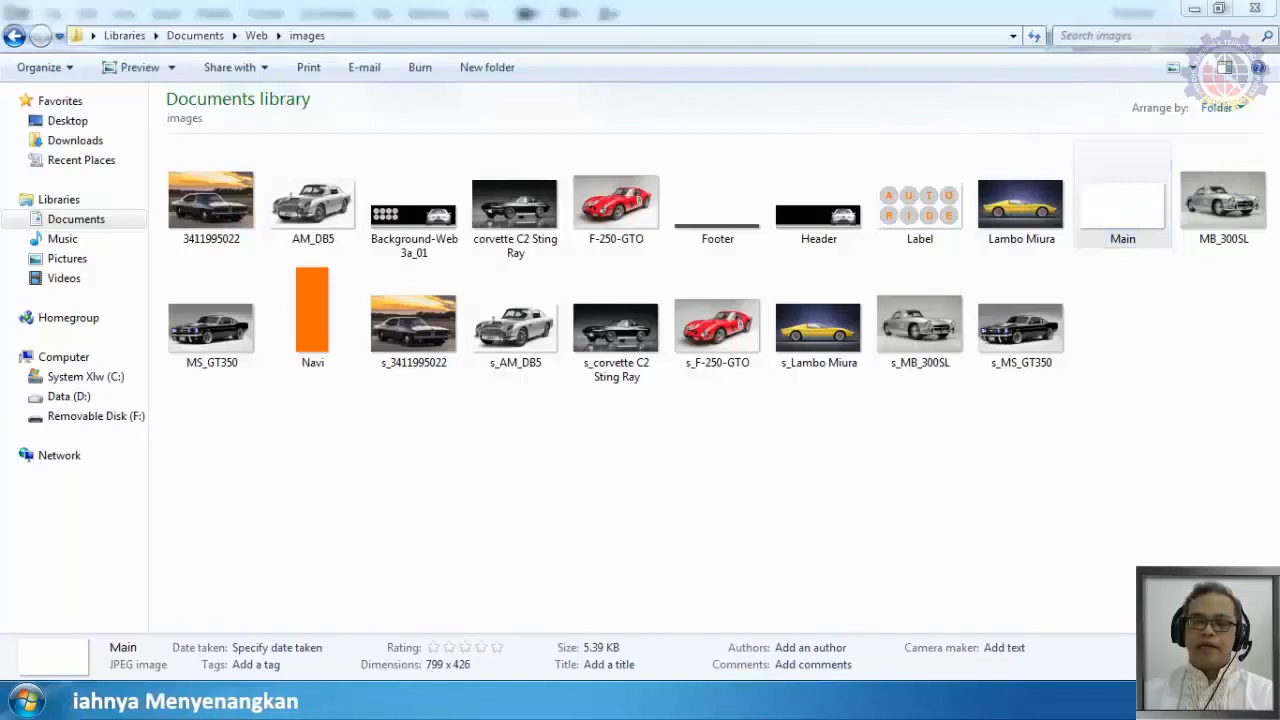 Libraries Documents Web images
Search images
Organize Preview Share with Print E-mail Burn New folder
Favorites
Desktop
Downloads
Recent Places
Libraries
Documents
Music
Pictures
Videos
Homegroup
Computer
System Xlw (C:)
Data (D:)
Removable Disk (F:)
Network
Documents library
images
Arrange by: Folder
AUTO
RIDE
3411995022
AM_DB5
Background-Web
3a_01
corvette C2 Sting
Ray
F-250-GTO
Footer
Header
Label
Lambo Miura
Main
MB_300SL
MS_GT350
Navi
s_3411995022
s_AM_DB5
s_corvette C2
Sting Ray
s_F-250-GTO
s_Lambo Miura
s_MB_300SL
s_MS_GT350
Main Date taken: Specify date taken Rating: Size: 5.39 KB Authors: Add an author Camera maker: Add text
JPEG image Tags: Add a tag Dimensions: 799 x 426 Title: Add a title Comments: Add comments
iahnya Menyenangkan